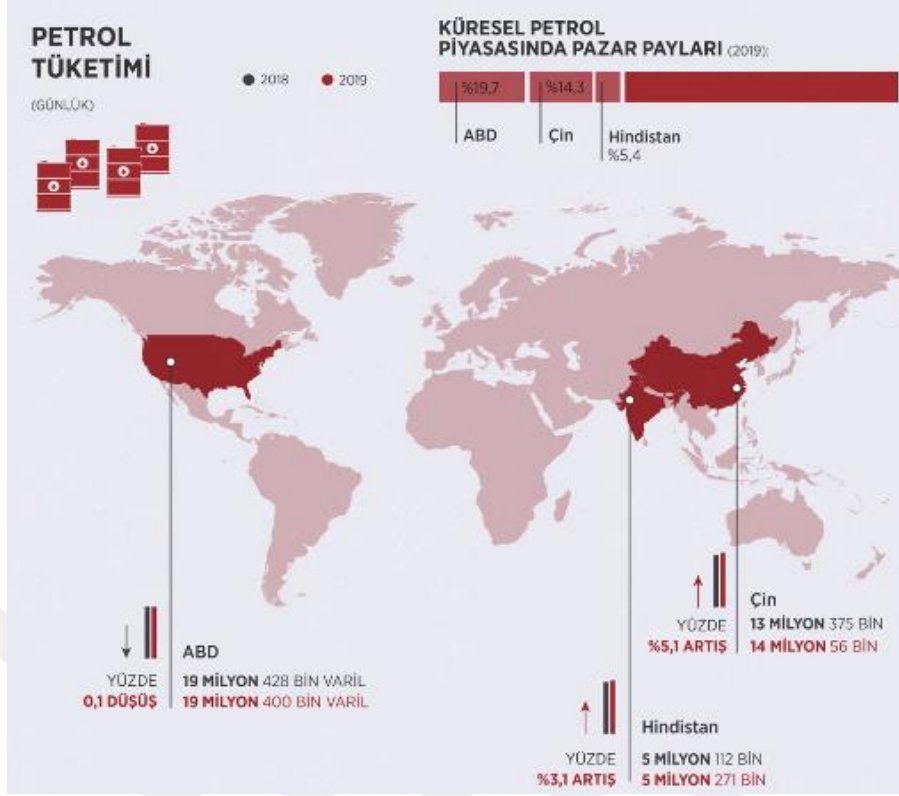 PETROL
TÜKETİMİ
(GÜNLÜK)
2018
2019
KÜRESEL PETROL
PİYASASINDA PAZAR PAYLARI (2019):
%19,7
%14,3
ABD
Çin
Hindistan
%5,4
YÜZDE
0,1 DÜŞÜŞ
ABD
19 MİLYON 428 BİN VARİL
19 MİLYON 400 BİN VARİL
YÜZDE
%5,1 ARTIŞ
Çin
13 MİLYON 375 BİN
14 MİLYON 56 BİN
YÜZDE
%3,1 ARTIŞ
Hindistan
5 MİLYON 112 BİN
5 MİLYON 271 BİN